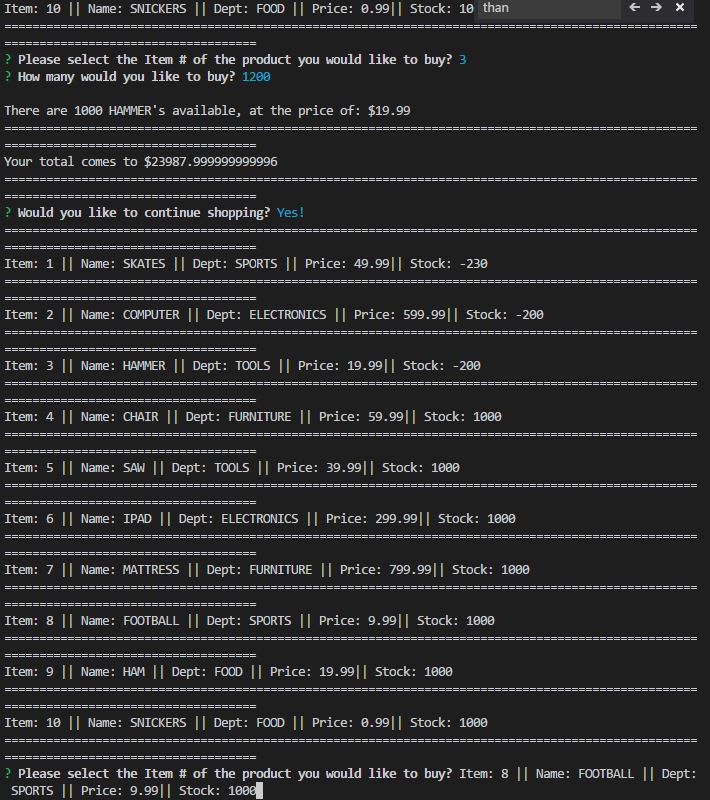 Item: 10 || Name: SNICKERS || Dept: FOOD || Price: 0.99|| Stock: 10
than
===================================================================================================
====================================
? Please select the Item # of the product you would like to buy? 3
? How many would you like to buy? 1200
There are 1000 HAMMER's available, at the price of: $19.99
===================================================================================================
====================================
Your total comes to $23987.999999999996
===================================================================================================
====================================
? Would you like to continue shopping? Yes!
===================================================================================================
====================================
Item: 1 || Name: SKATES || Dept: SPORTS || Price: 49.99|| Stock: -230
===================================================================================================
====================================
Item: 2 || Name: COMPUTER || Dept: ELECTRONICS || Price: 599.99|| Stock: -200
===================================================================================================
====================================
Item: 3 || Name: HAMMER || Dept: TOOLS || Price: 19.99|| Stock: -200
===================================================================================================
====================================
Item: 4 || Name: CHAIR || Dept: FURNITURE || Price: 59.99|| Stock: 1000
===================================================================================================
====================================
Item: 5 || Name: SAW || Dept: TOOLS || Price: 39.99|| Stock: 1000
===================================================================================================
====================================
Item: 6 || Name: IPAD || Dept: ELECTRONICS || Price: 299.99|| Stock: 1000
===================================================================================================
====================================
Item: 7 || Name: MATTRESS || Dept: FURNITURE || Price: 799.99|| Stock: 1000
===================================================================================================
====================================
Item: 8 || Name: FOOTBALL || Dept: SPORTS || Price: 9.99|| Stock: 1000
===================================================================================================
====================================
Item: 9 || Name: HAM || Dept: FOOD || Price: 19.99|| Stock: 1000
===================================================================================================
====================================
Item: 10 || Name: SNICKERS || Dept: FOOD || Price: 0.99|| Stock: 1000
===================================================================================================
====================================
? Please select the Item # of the product you would like to buy? Item: 8 || Name: FOOTBALL || Dept:
SPORTS || Price: 9.99|| Stock: 1000